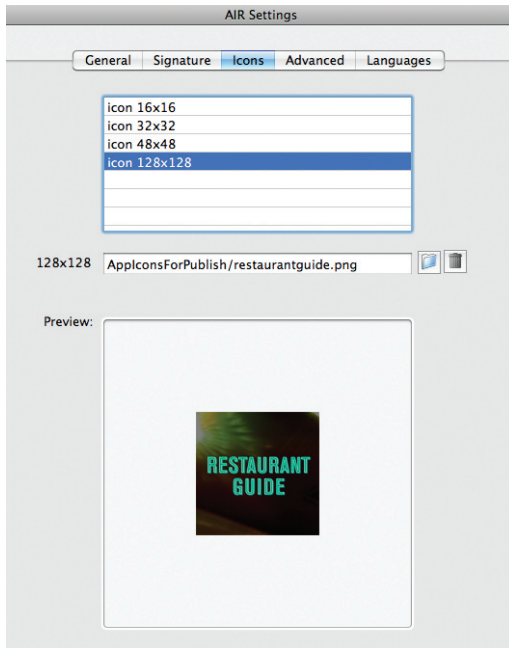 AIR Settings
General Signature Icons Advanced Languages
icon 16x16
icon 32x32
icon 48x48
icon 128x128
128x128 AppIconsForPublish/restaurantguide.png
Preview:
RESTAURANT
GUIDE